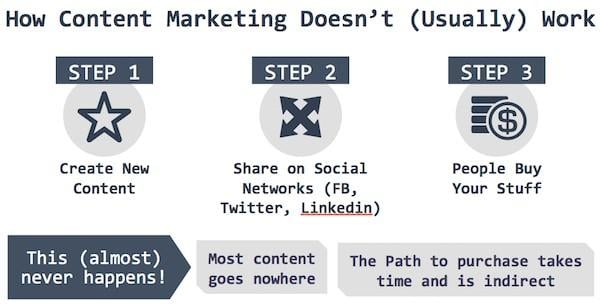 How Content Marketing Doesn't (Usually) Work
STEP 1
STEP 2
STEP 3
$
Create New
Content
Share on Social
Networks (FB,
Twitter, Linkedin)
People Buy
Your Stuff
This (almost)
never happens!
Most content
goes nowhere
The Path to purchase takes
time and is indirect